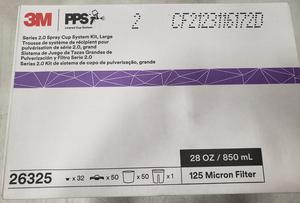 3M PPS 2 CF2123116172D
Series 2.0 Spray Cup System Kit, Large
Trousse de système de récipient pour
pulvérisation de série 2.0, grand
Sistema de Juego de Tazas Grandes de
Pulverización y Filtro Serie 2.0
Series 2.0 Kit de sistema de copo de pulverização, grande
28 OZ / 850 mL
26325 x 32 x 50 x 50 x 1 125 Micron Filter